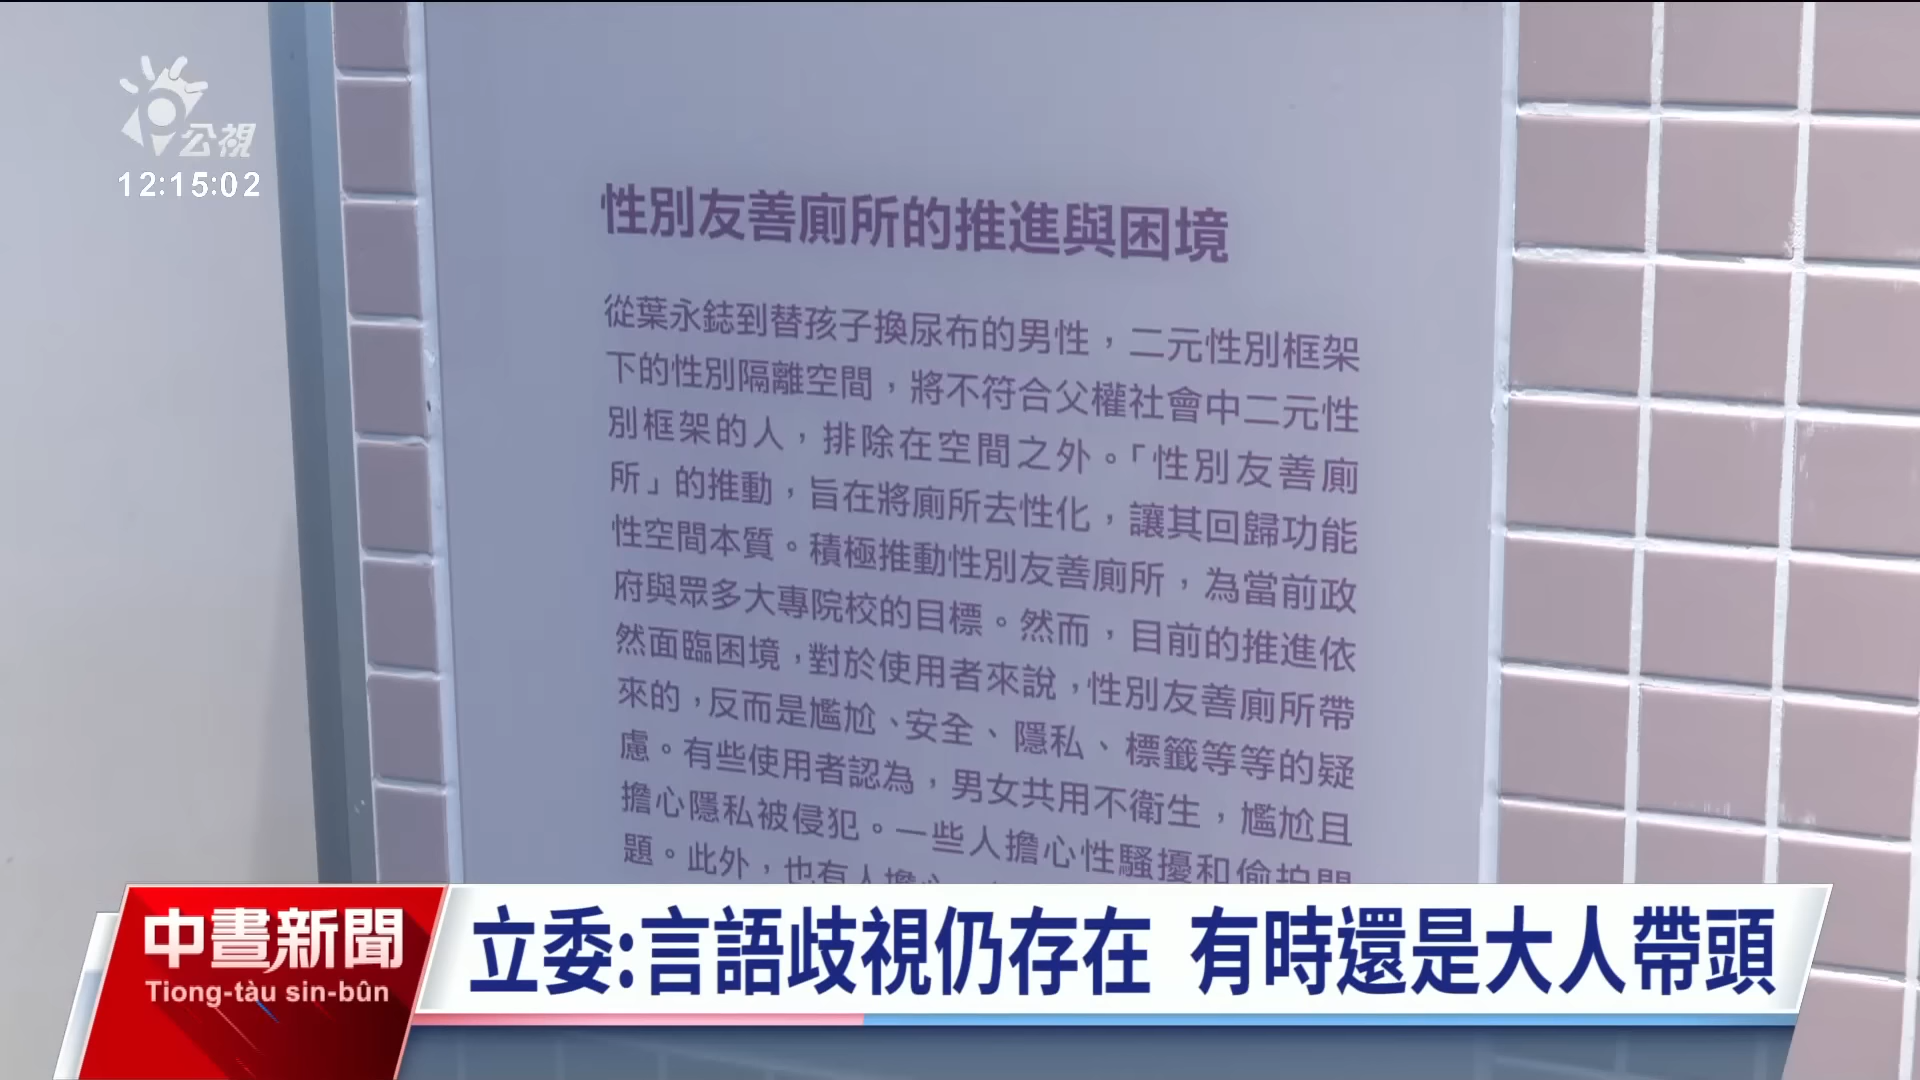 公視
12:15:02
性別友善廁所的推進與困境
從葉永鋕到替孩子換尿布的男性，二元性別框架
下的性別隔離空間，將不符合父權社會中二元性
別框架的人，排除在空間之外。「性別友善廁
所」的推動，旨在將廁所去性化，讓其回歸功能
性空間本質。積極推動性別友善廁所，為當前政
府與眾多大專院校的目標。然而，目前的推進依
然面臨困境，對於使用者來說，性別友善廁所帶
來的，反而是尷尬、安全、隱私、標籤等等的疑
慮。有些使用者認為，男女共用不衛生，尷尬且
擔心隱私被侵犯。一些人擔心性騷擾和偷拍問
題。此外，也有人擔心
中晝新聞
Tiong-tàu sin-bûn
立委:言語歧視仍存在 有時還是大人帶頭